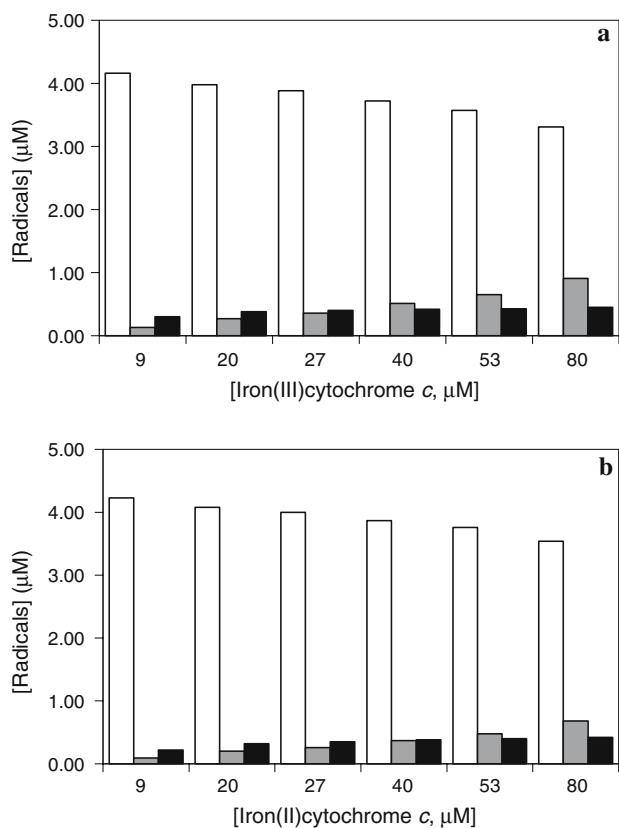 a
5.00
4.00
3.00
2.00
1.00
0.00
[Radicals] (μM)
9 20 27 40 53 80
[Iron(III)cytochrome c, μM]
b
5.00
4.00
3.00
2.00
1.00
0.00
[Radicals] (μM)
9 20 27 40 53 80
[Iron(II)cytochrome c, μM]